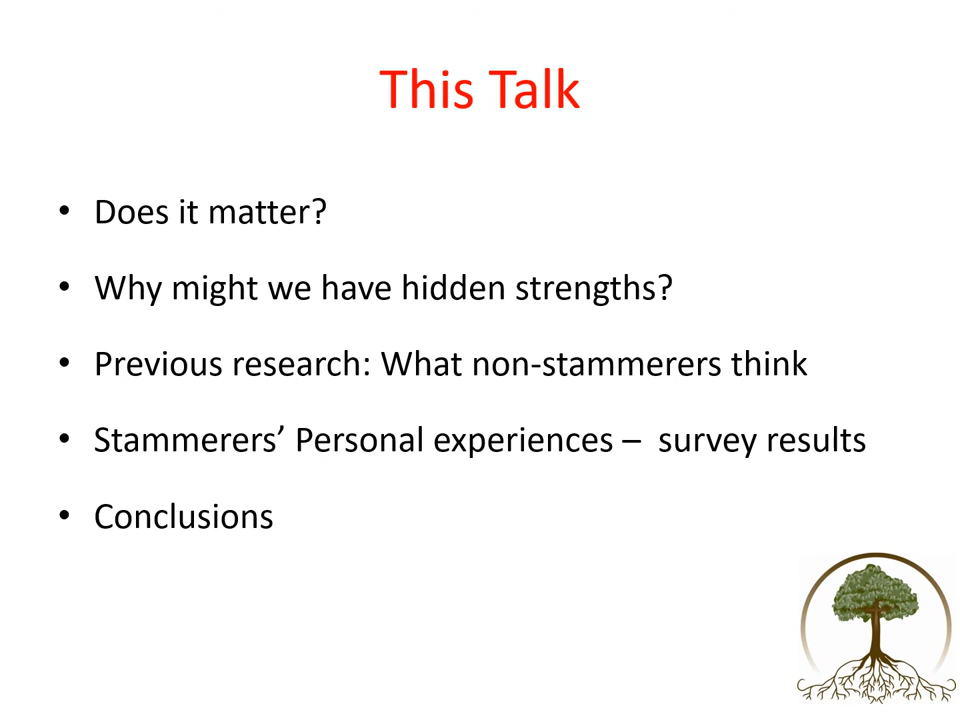 This Talk
• Does it matter?
• Why might we have hidden strengths?
• Previous research: What non-stammerers think
• Stammerers’ Personal experiences –  survey results
• Conclusions